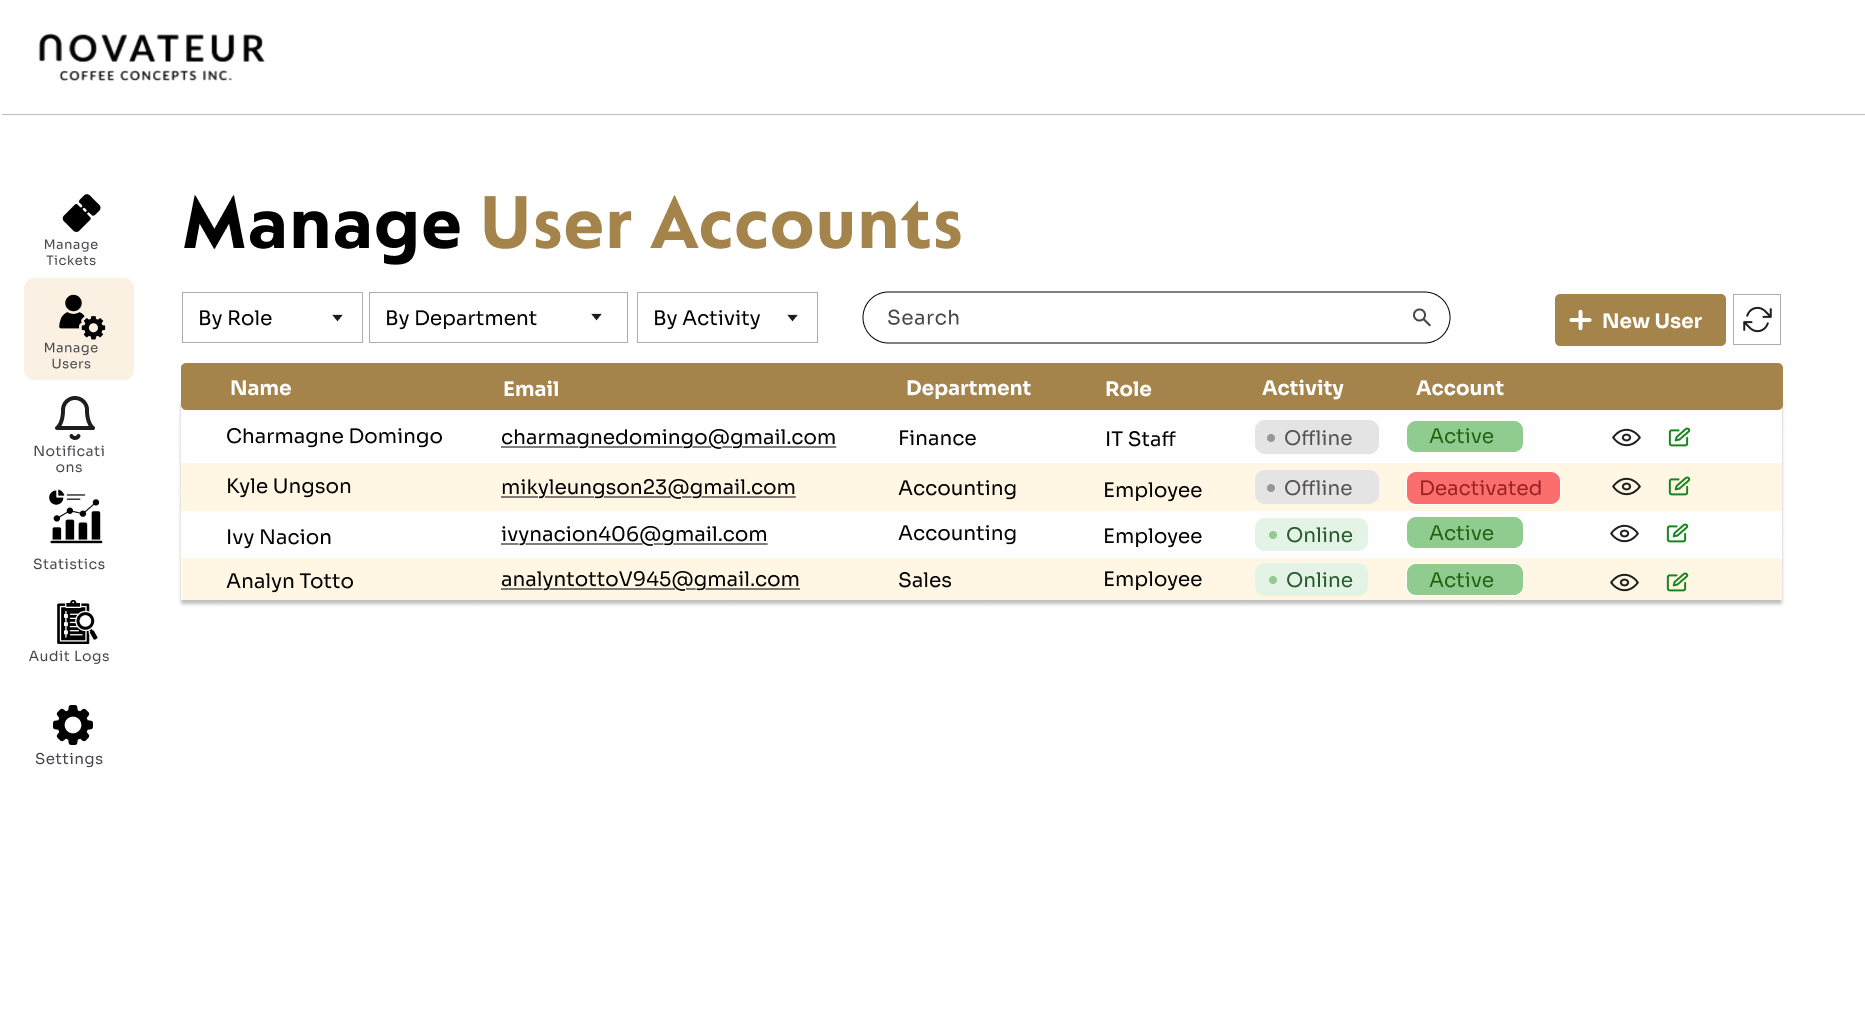 NOVATEUR
COFFEE CONCEPTS INC.
Manage
Tickets
Manage
Users
Notificati
ons
Statistics
Audit Logs
Settings
Manage User Accounts
By Role
By Department
By Activity
Search
New User
Name Email Department Role Activity Account
Charmagne Domingo charmagnedomingo@gmail.com Finance IT Staff Offline Active
Kyle Ungson mikyleungson23@gmail.com Accounting Employee Offline Deactivated
Ivy Nacion ivynacion406@gmail.com Accounting Employee Online Active
Analyn Totto analyntottoV945@gmail.com Sales Employee Online Active